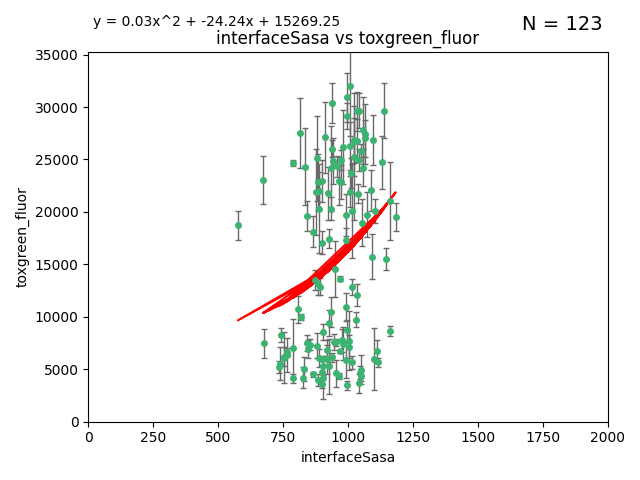 y = 0.03x^2 + -24.24x + 15269.25
N = 123
interfaceSasa vs toxgreen_fluor
35000
30000
25000
20000
15000
10000
5000
0
toxgreen_fluor
0 250 500 750 1000 1250 1500 1750 2000
interfaceSasa